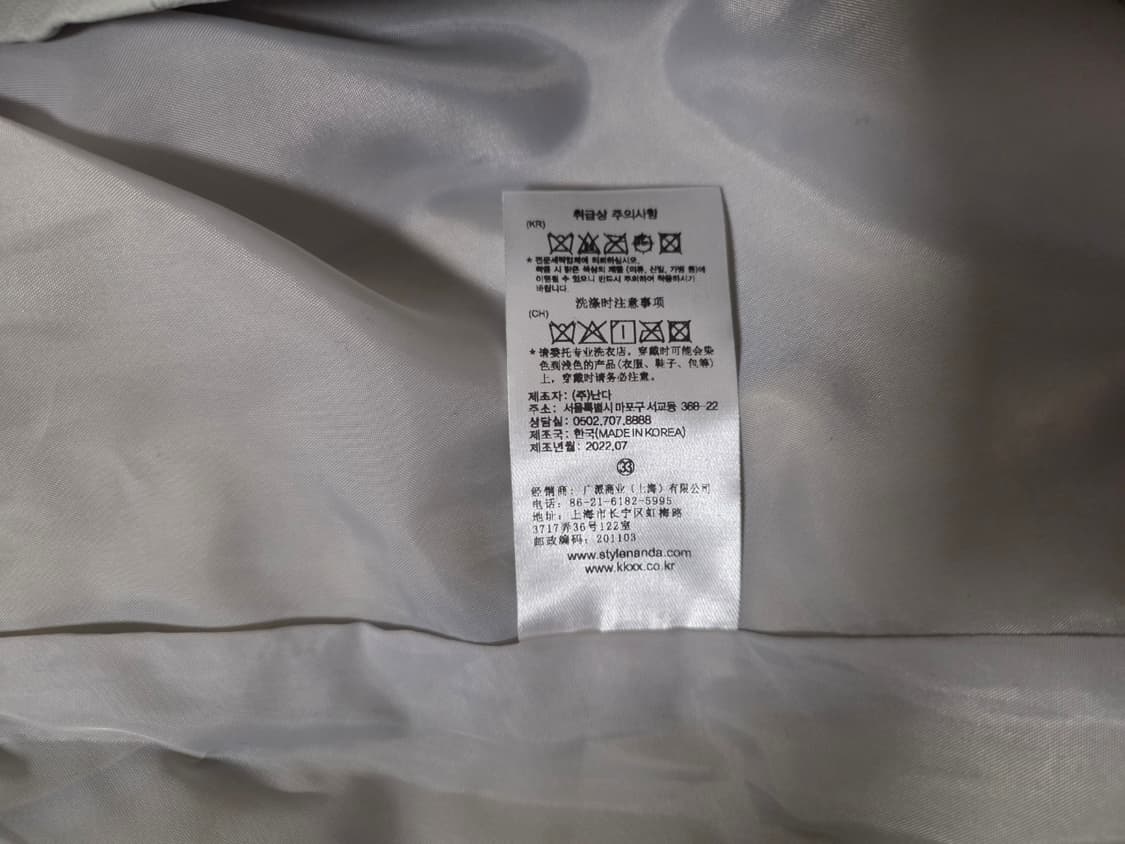 취급상 주의사항
(KR)
* 전문세탁업체에 의뢰하십시오.
착용 시 밝은 색상의 제품 (의류, 신발, 가방 등)에
이염될 수 있으니 반드시 주의하여 착용하시기
바랍니다.
洗涤时注意事项
(CH)
* 请委托专业洗衣店。穿戴时可能会染
色到浅色的产品(衣服、鞋子、包等)
上，穿戴时请务必注意。
제조자: (주)난다
주소: 서울특별시 마포구 서교동 368-22
상담실: 0502.707.8888
제조국: 한국(MADE IN KOREA)
제조년월: 2022.07
33
经销商: 广派商业（上海）有限公司
电话: 86-21-6182-5995
地址: 上海市长宁区虹梅路
3717弄36号122室
邮政编码: 201103
www.stylenanda.com
www.kkxx.co.kr